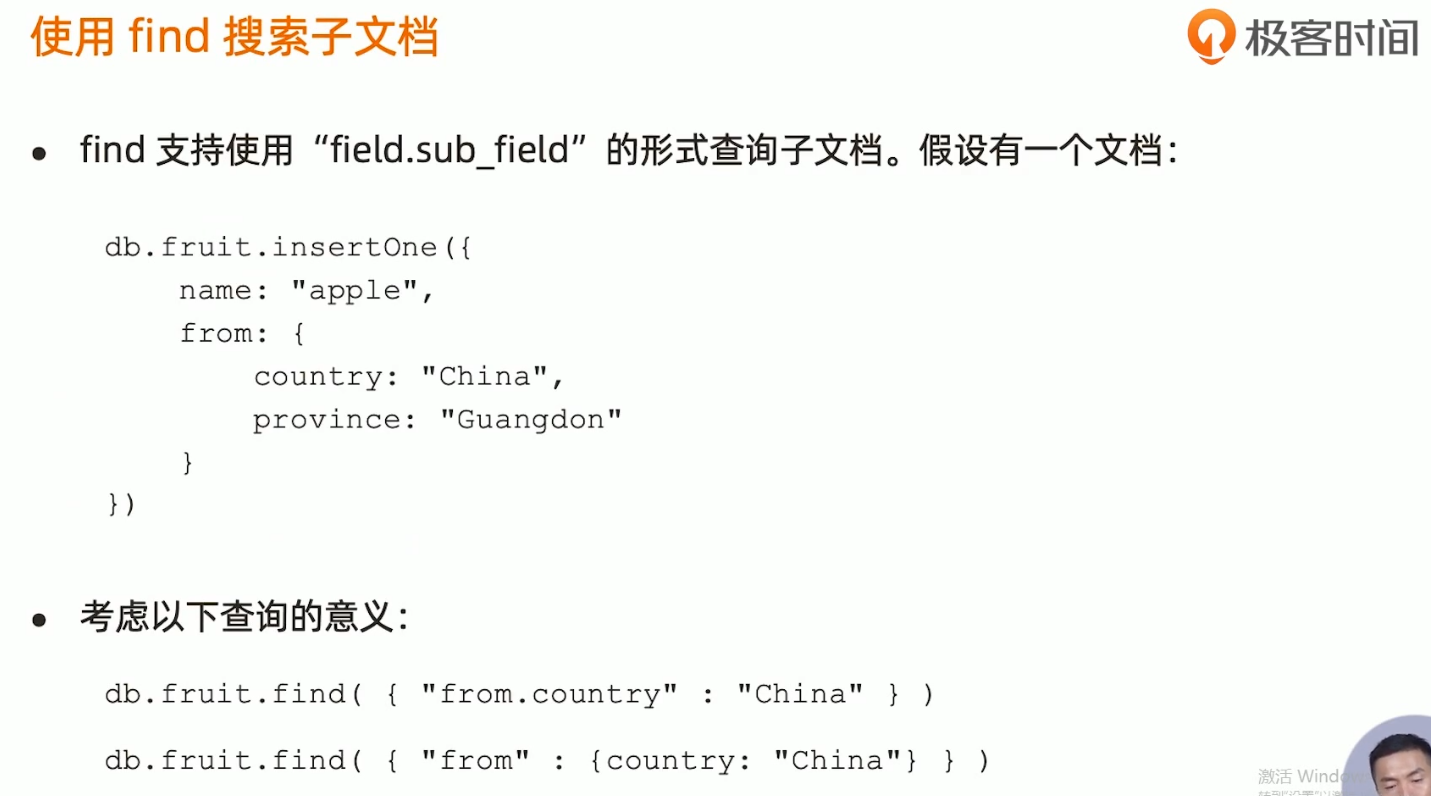 使用 find 搜索子文档
极客时间
● find 支持使用“field.sub_field”的形式查询子文档。假设有一个文档：
db.fruit.insertOne({
name: "apple",
from: {
country: "China",
province: "Guangdon"
}
})
● 考虑以下查询的意义：
db.fruit.find( { "from.country" : "China" } )
db.fruit.find( { "from" : {country: "China"} } )
激活 Windows